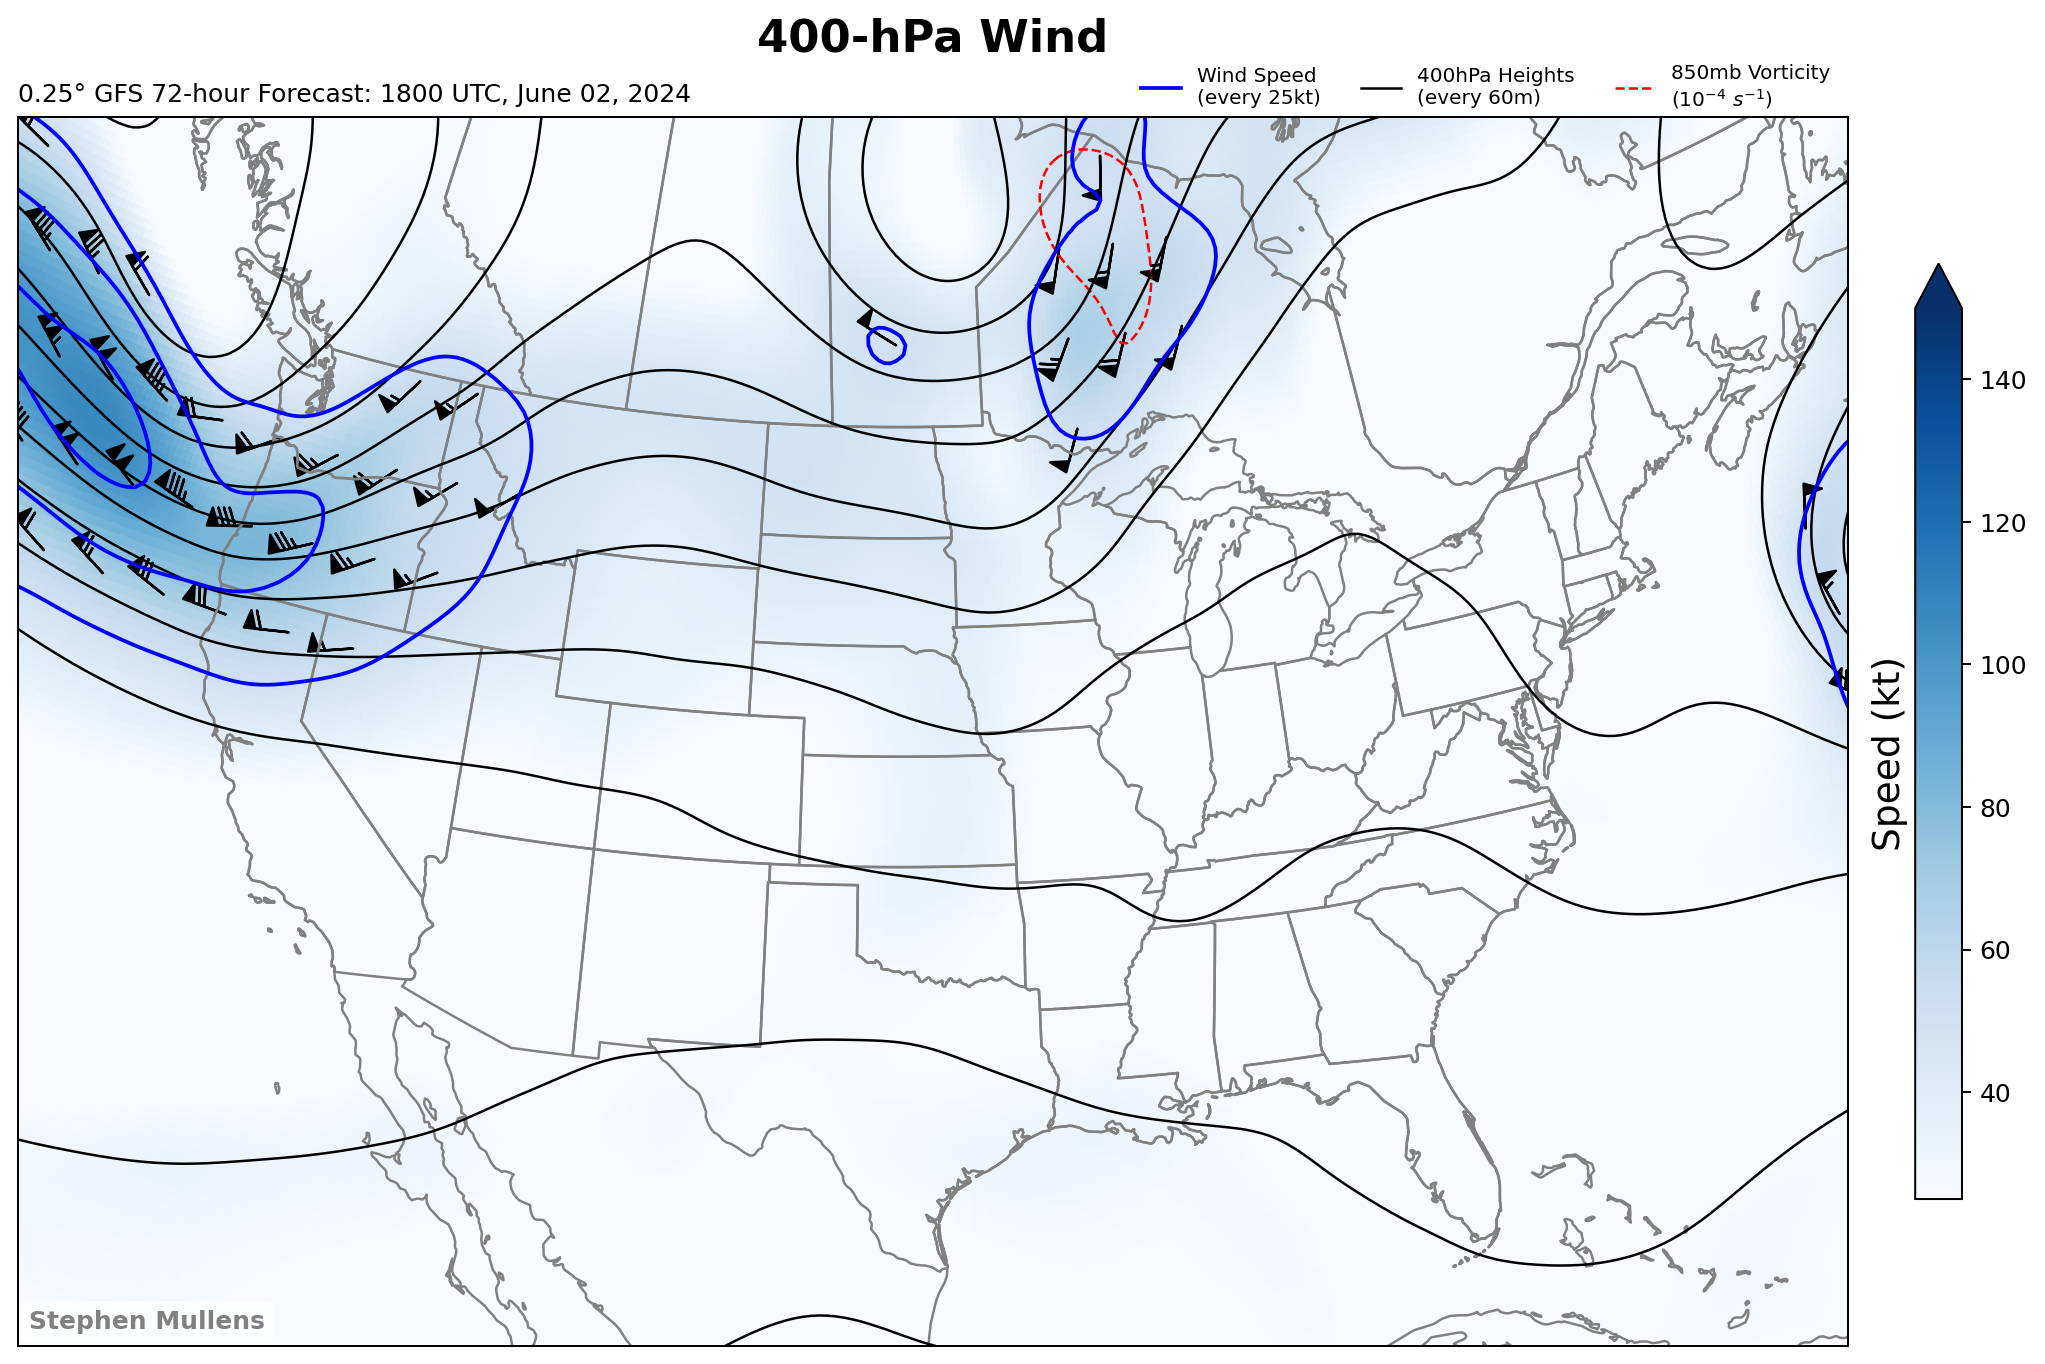 400-hPa Wind
0.25° GFS 72-hour Forecast: 1800 UTC, June 02, 2024
Wind Speed
(every 25kt)
400hPa Heights
(every 60m)
850mb Vorticity
(10⁻⁴ s⁻¹)
140
120
100
80
60
40
Speed (kt)
Stephen Mullens